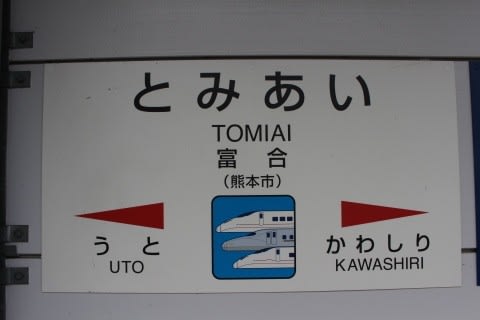 とみあい
TOMIAI
富合
(熊本市)
うと
UTO
かわしり
KAWASHIRI